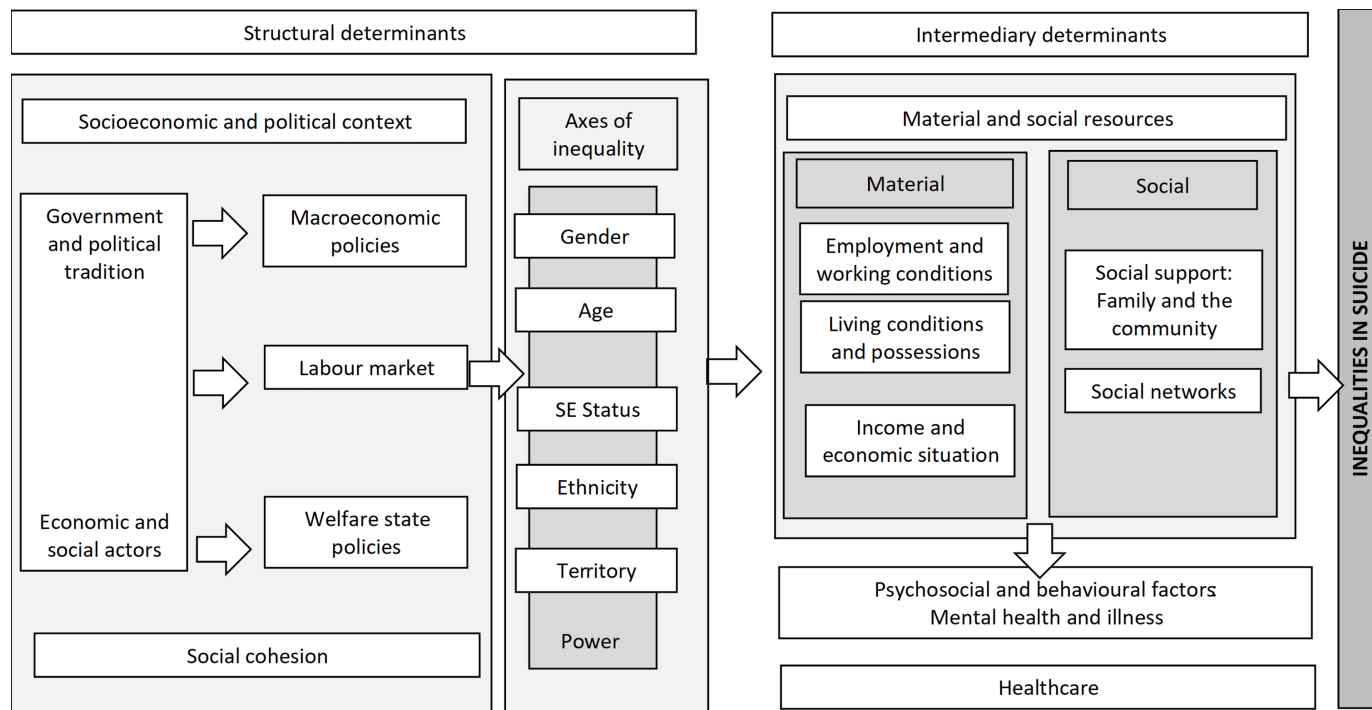 Structural determinants
Intermediary determinants
Socioeconomic and political context
Government
and political
tradition
Economic and
social actors
Macroeconomic
policies
Labour market
Welfare state
policies
Social cohesion
Axes of
inequality
Gender
Age
SE Status
Ethnicity
Territory
Power
Material and social resources
Material
Employment and
working conditions
Living conditions
and possessions
Income and
economic situation
Social
Social support:
Family and the
community
Social networks
Psychosocial and behavioural factors:
Mental health and illness
Healthcare
INEQUALITIES IN SUICIDE